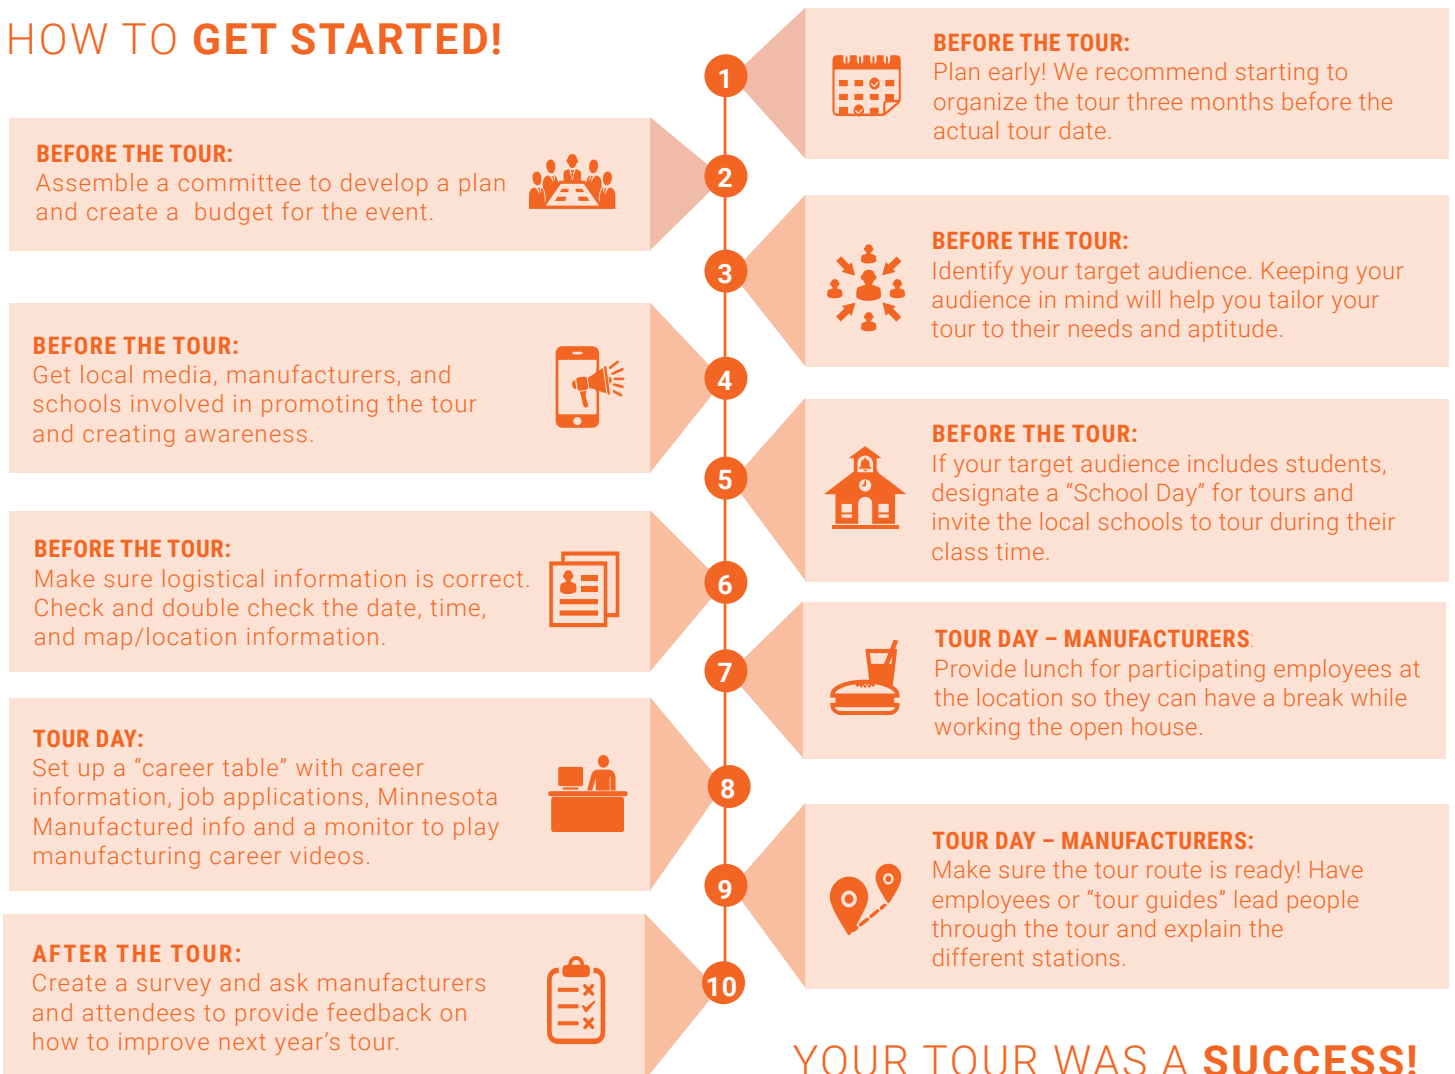 HOW TO GET STARTED!
1
BEFORE THE TOUR:
Plan early! We recommend starting to
organize the tour three months before the
actual tour date.
2
BEFORE THE TOUR:
Assemble a committee to develop a plan
and create a budget for the event.
3
BEFORE THE TOUR:
Identify your target audience. Keeping your
audience in mind will help you tailor your
tour to their needs and aptitude.
4
BEFORE THE TOUR:
Get local media, manufacturers, and
schools involved in promoting the tour
and creating awareness.
5
BEFORE THE TOUR:
If your target audience includes students,
designate a “School Day” for tours and
invite the local schools to tour during their
class time.
6
BEFORE THE TOUR:
Make sure logistical information is correct.
Check and double check the date, time,
and map/location information.
7
TOUR DAY – MANUFACTURERS:
Provide lunch for participating employees at
the location so they can have a break while
working the open house.
8
TOUR DAY:
Set up a “career table” with career
information, job applications, Minnesota
Manufactured info and a monitor to play
manufacturing career videos.
9
TOUR DAY – MANUFACTURERS:
Make sure the tour route is ready! Have
employees or “tour guides” lead people
through the tour and explain the
different stations.
10
AFTER THE TOUR:
Create a survey and ask manufacturers
and attendees to provide feedback on
how to improve next year’s tour.
YOUR TOUR WAS A SUCCESS!